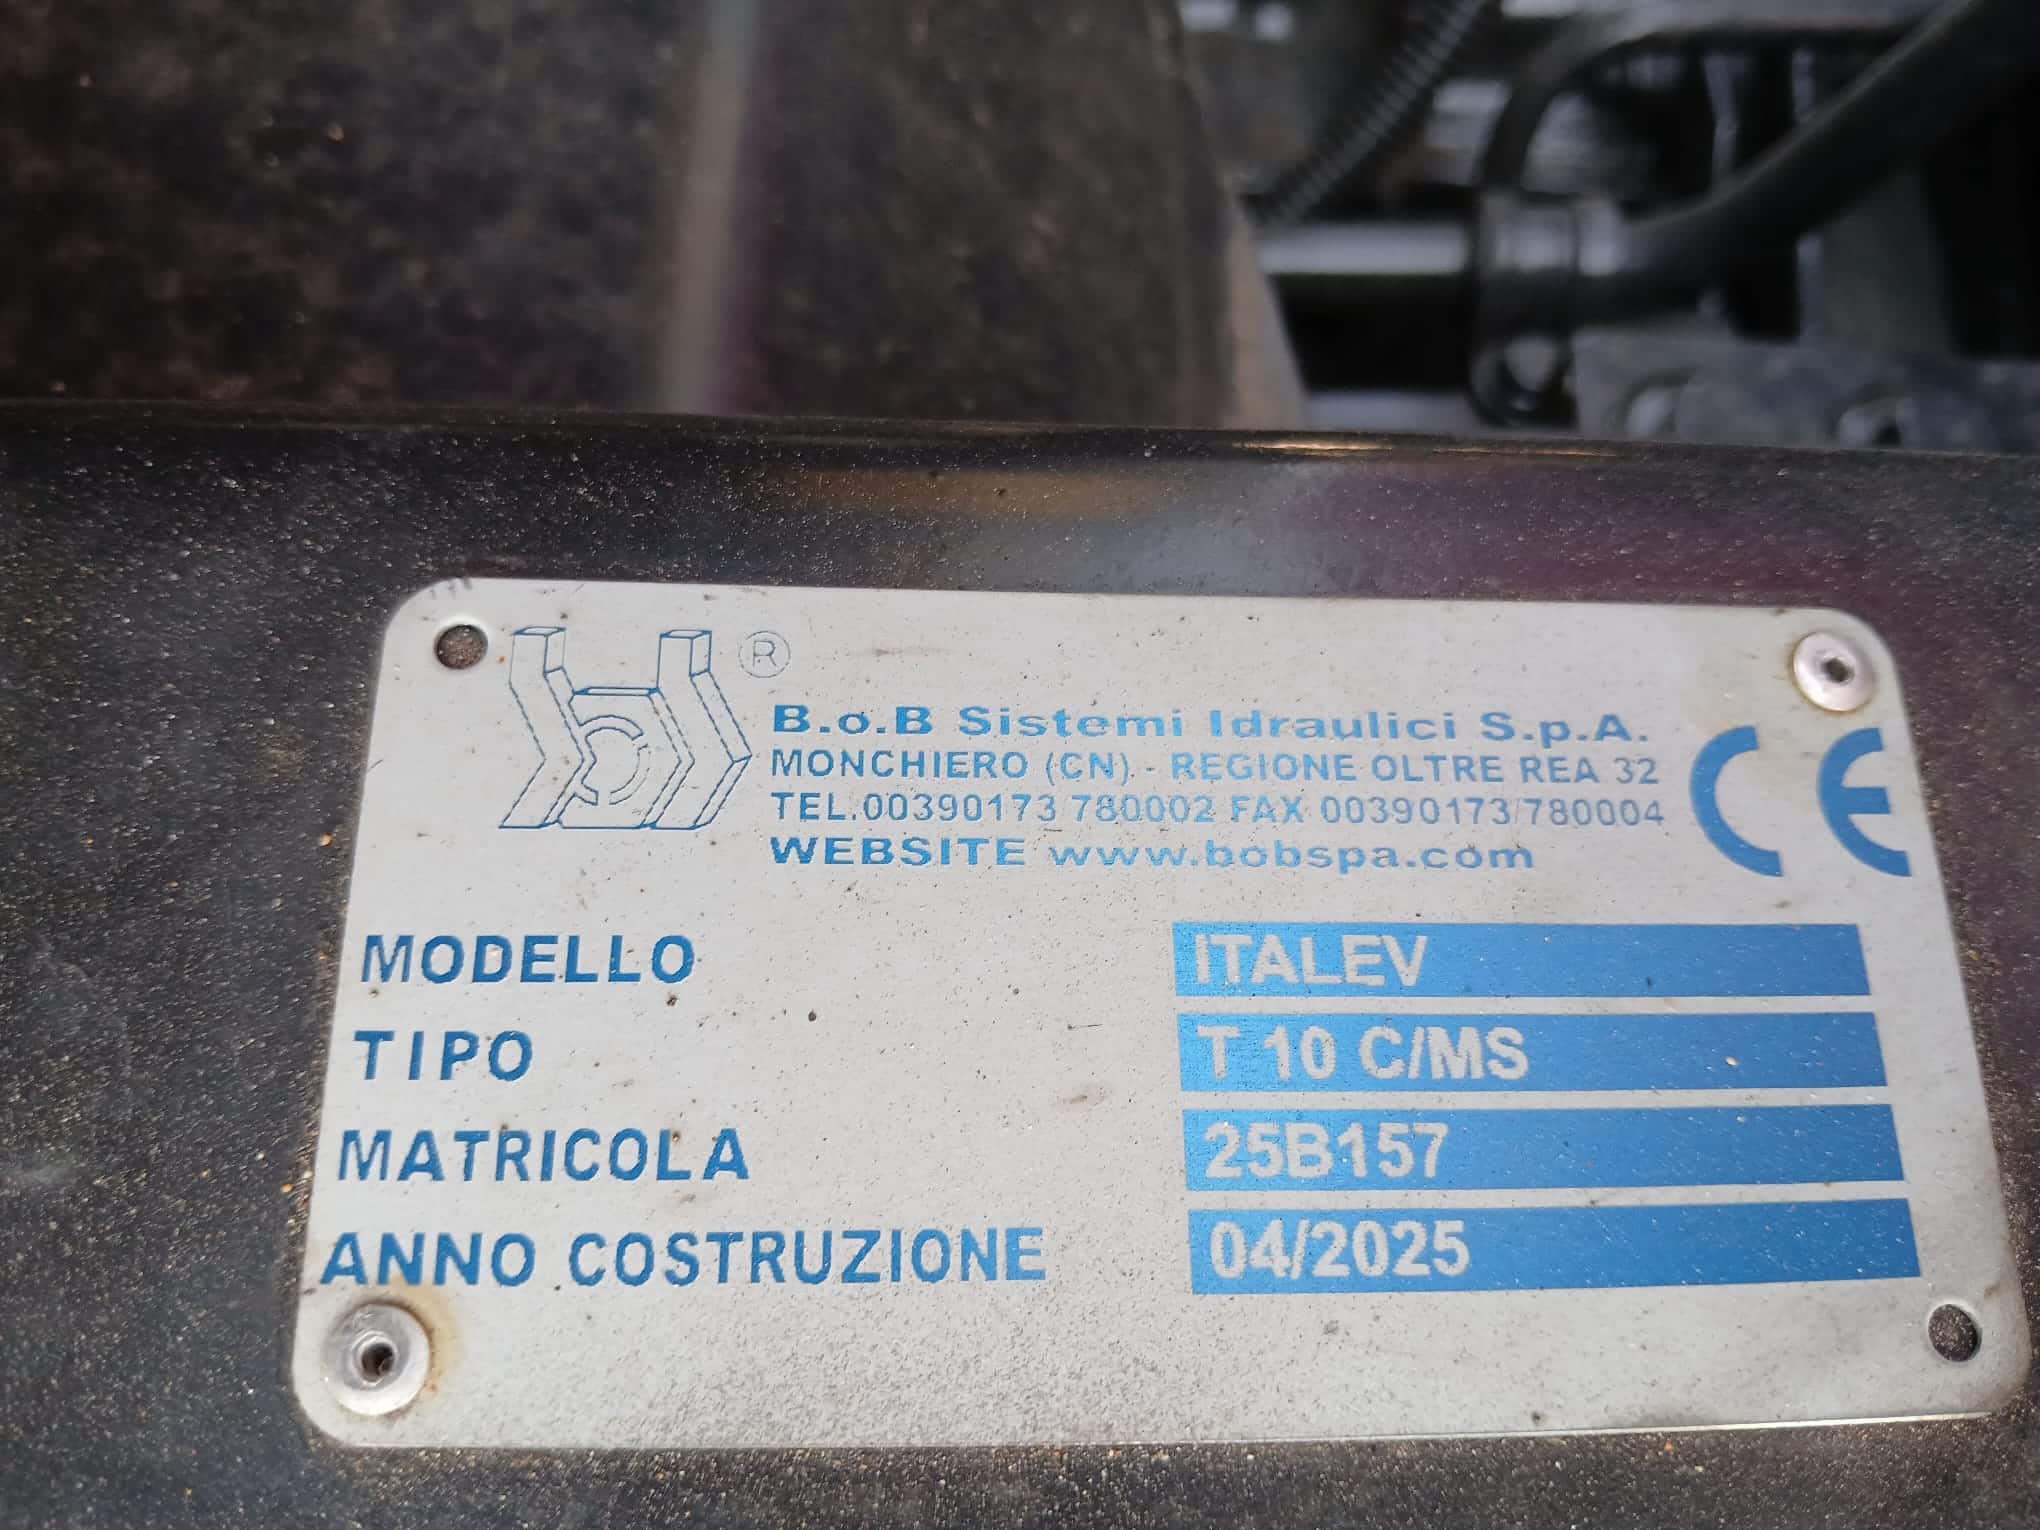 ®
B.o.B Sistemi Idraulici S.p.A.
MONCHIERO (CN) - REGIONE OLTRE REA 32
TEL.00390173 780002 FAX 00390173/780004
WEBSITE www.bobspa.com
CE
MODELLO ITALEV
TIPO T 10 C/MS
MATRICOLA 25B157
ANNO COSTRUZIONE 04/2025